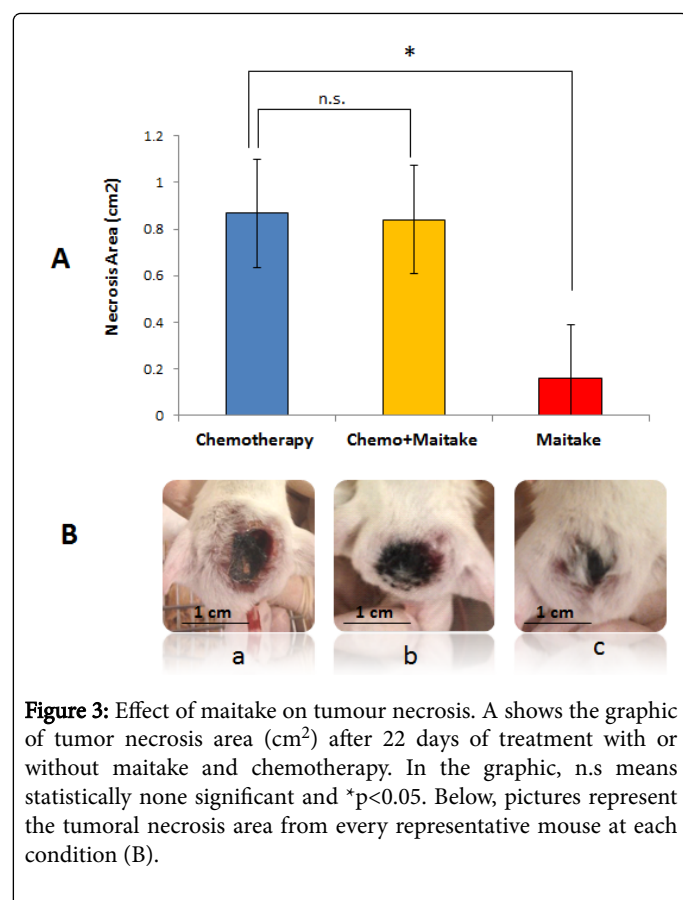 *
n.s.
1.2
1
0.8
0.6
0.4
0.2
0
Necrosis Area (cm2)
A
Chemotherapy Chemo+Maitake Maitake
B
1 cm 1 cm 1 cm
a b c
Figure 3: Effect of maitake on tumour necrosis. A shows the graphic
of tumor necrosis area (cm²) after 22 days of treatment with or
without maitake and chemotherapy. In the graphic, n.s means
statistically none significant and *p<0.05. Below, pictures represent
the tumoral necrosis area from every representative mouse at each
condition (B).